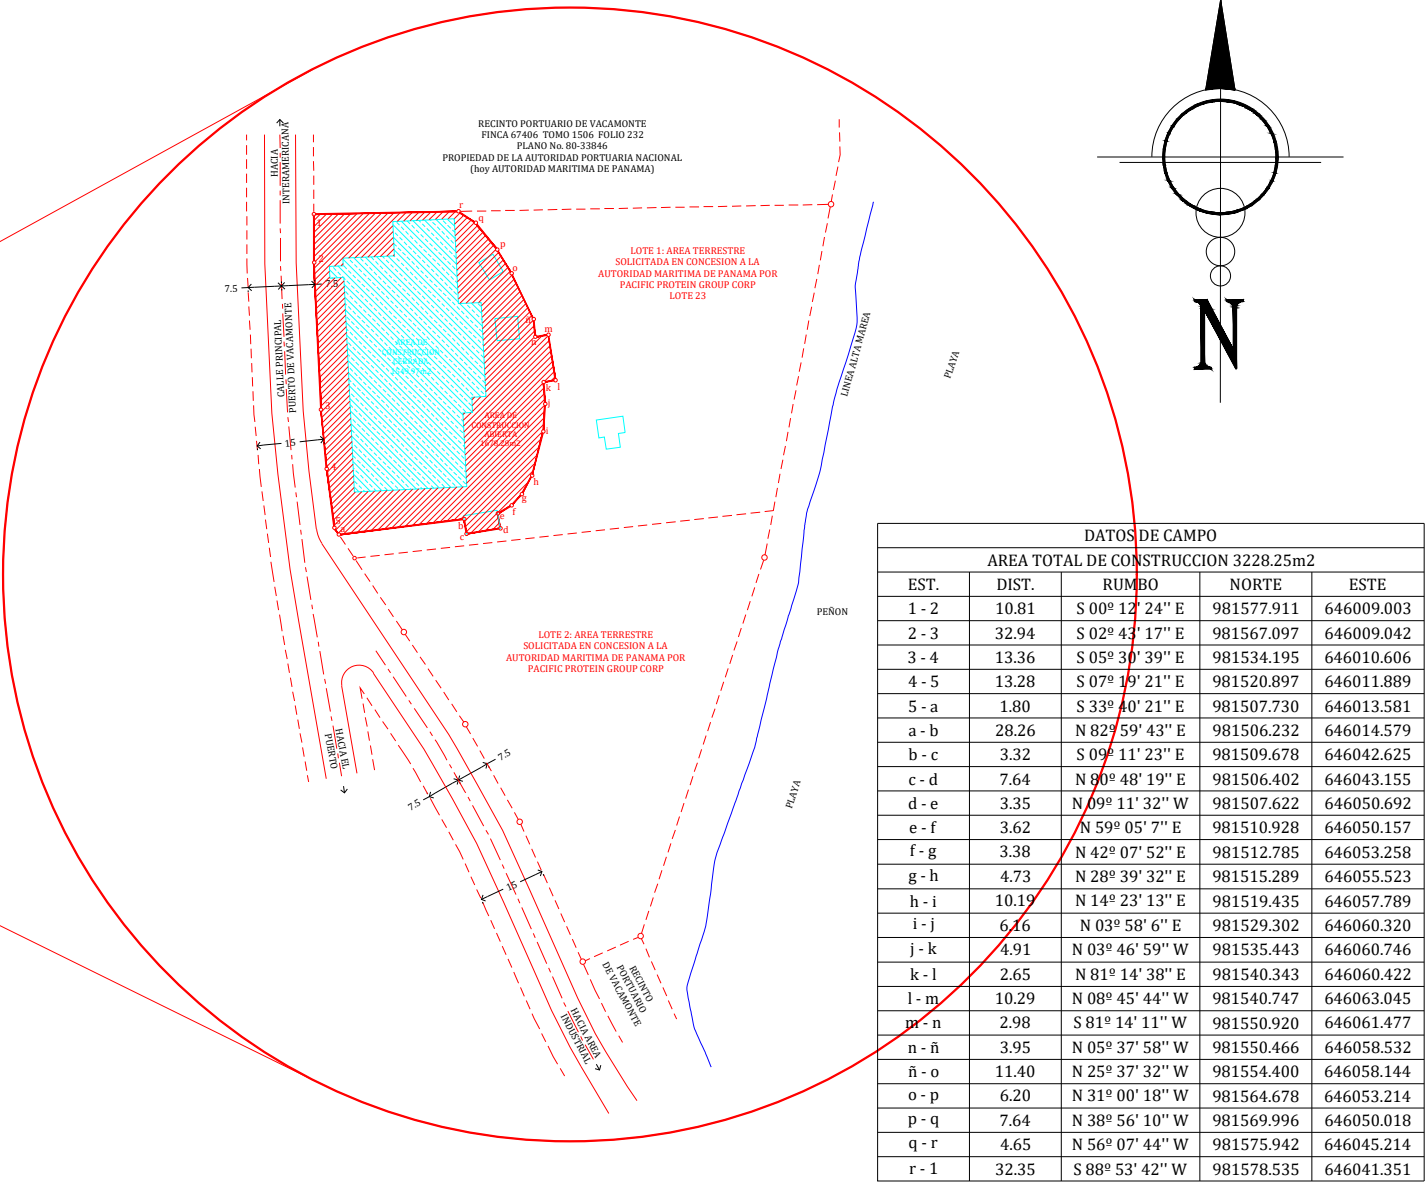 RECINTO PORTUARIO DE VACAMONTE
FINCA 67406 TOMO 1506 FOLIO 232
PLANO No. 80-33846
PROPIEDAD DE LA AUTORIDAD PORTUARIA NACIONAL
(hoy AUTORIDAD MARITIMA DE PANAMA)
HACIA
INTERAMERICANA
r
q
p
o
1
2
LOTE 1: AREA TERRESTRE
SOLICITADA EN CONCESION A LA
AUTORIDAD MARITIMA DE PANAMA POR
PACIFIC PROTEIN GROUP CORP
LOTE 23
7.5
7.5
CALLE PRINCIPAL
PUERTO DE VACAMONTE
ñ
n
m
l
k
j
i
h
g
f
e
d
c
b
a
3
4
5
15
AREA DE
CONSTRUCCION
AREA DE
CONSTRUCCION
ABIERTA
LINEA ALTA MAREA
PLAYA
N
PEÑON
LOTE 2: AREA TERRESTRE
SOLICITADA EN CONCESION A LA
AUTORIDAD MARITIMA DE PANAMA POR
PACIFIC PROTEIN GROUP CORP
HACIA EL
PUERTO
7.5
7.5
PLAYA
15
RECINTO
PORTUARIO
DE VACAMONTE
HACIA AREA
INDUSTRIAL
DATOS DE CAMPO
AREA TOTAL DE CONSTRUCCION 3228.25m2
EST. DIST. RUMBO NORTE ESTE
1 - 2 10.81 S 00º 12' 24'' E 981577.911 646009.003
2 - 3 32.94 S 02º 43' 17'' E 981567.097 646009.042
3 - 4 13.36 S 05º 30' 39'' E 981534.195 646010.606
4 - 5 13.28 S 07º 19' 21'' E 981520.897 646011.889
5 - a 1.80 S 33º 40' 21'' E 981507.730 646013.581
a - b 28.26 N 82º 59' 43'' E 981506.232 646014.579
b - c 3.32 S 09º 11' 23'' E 981509.678 646042.625
c - d 7.64 N 80º 48' 19'' E 981506.402 646043.155
d - e 3.35 N 09º 11' 32'' W 981507.622 646050.692
e - f 3.62 N 59º 05' 7'' E 981510.928 646050.157
f - g 3.38 N 42º 07' 52'' E 981512.785 646053.258
g - h 4.73 N 28º 39' 32'' E 981515.289 646055.523
h - i 10.19 N 14º 23' 13'' E 981519.435 646057.789
i - j 6.16 N 03º 58' 6'' E 981529.302 646060.320
j - k 4.91 N 03º 46' 59'' W 981535.443 646060.746
k - l 2.65 N 81º 14' 38'' E 981540.343 646060.422
l - m 10.29 N 08º 45' 44'' W 981540.747 646063.045
m - n 2.98 S 81º 14' 11'' W 981550.920 646061.477
n - ñ 3.95 N 05º 37' 58'' W 981550.466 646058.532
ñ - o 11.40 N 25º 37' 32'' W 981554.400 646058.144
o - p 6.20 N 31º 00' 18'' W 981564.678 646053.214
p - q 7.64 N 38º 56' 10'' W 981569.996 646050.018
q - r 4.65 N 56º 07' 44'' W 981575.942 646045.214
r - 1 32.35 S 88º 53' 42'' W 981578.535 646041.351